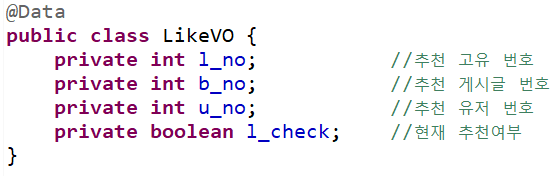 @Data
public class LikeVO {
    private int l_no;            //추천 고유 번호
    private int b_no;            //추천 게시글 번호
    private int u_no;            //추천 유저 번호
    private boolean l_check;     //현재 추천여부
}